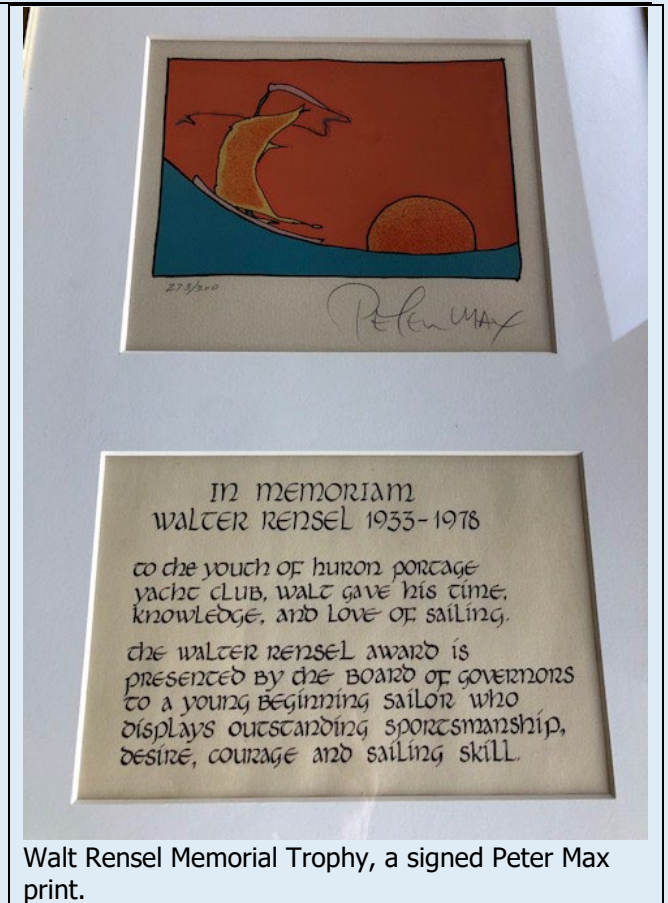 273/300
Peter Max
In memoriam
Walter Rensel 1933-1978
to the youth of huron portage
yacht club, walt gave his time,
knowledge, and love of sailing.
the walter rensel award is
presented by the board of governors
to a young beginning sailor who
displays outstanding sportsmanship,
desire, courage and sailing skill.
Walt Rensel Memorial Trophy, a signed Peter Max
print.